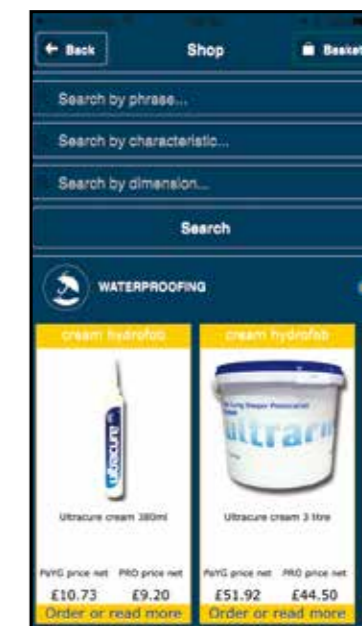 ← Back Shop Basket
Search by phrase...
Search by characteristic...
Search by dimension...
Search
WATERPROOFING
cream hydrofob cream hydrofob
ultracure ultracu
Ultracure cream 380ml Ultracure cream 3 litre
PAYG price net PRO price net PAYG price net PRO price net
£10.73 £9.20 £51.92 £44.50
Order or read more Order or read more